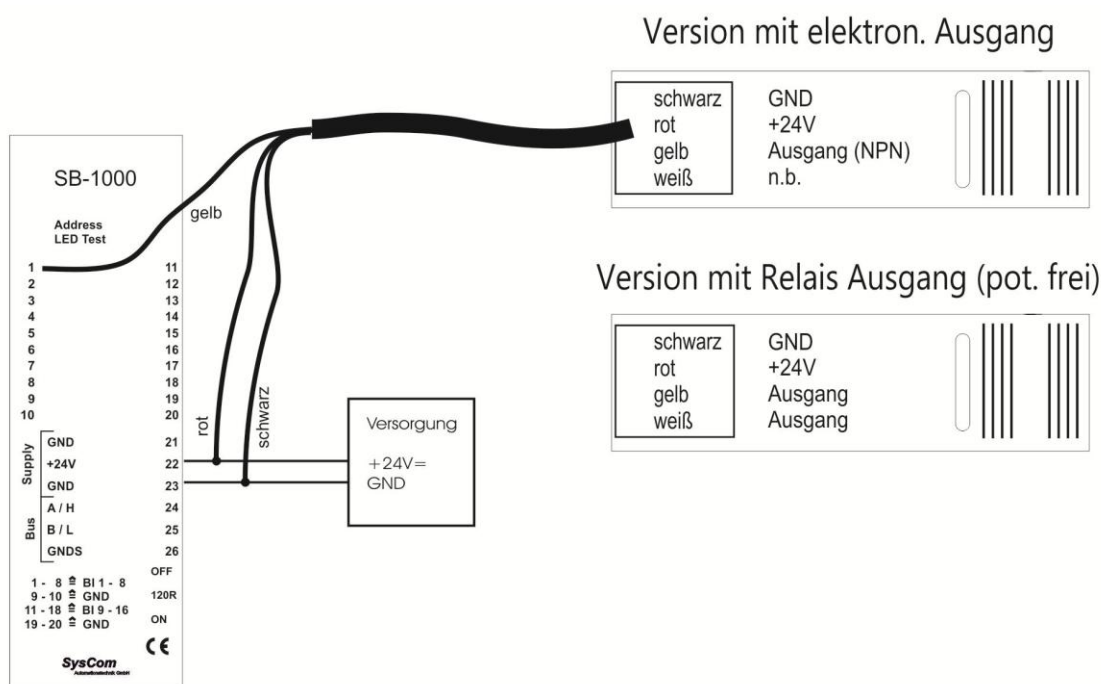 Version mit elektron. Ausgang
schwarz GND
rot +24V
gelb Ausgang (NPN)
weiß n.b.
Version mit Relais Ausgang (pot. frei)
schwarz GND
rot +24V
gelb Ausgang
weiß Ausgang
SB-1000
Address
LED Test
gelb
1 11
2 12
3 13
4 14
5 15
6 16
7 17
8 18
9 19
10 20
rot
schwarz
Supply
GND 21
+24V 22
GND 23
Bus
A / H 24
B / L 25
GNDS 26
OFF
120R
ON
1 - 8 ≙ BI 1 - 8
9 - 10 ≙ GND
11 - 18 ≙ BI 9 - 16
19 - 20 ≙ GND
CE
SysCom
Automationstechnik GmbH
Versorgung
+24V=
GND